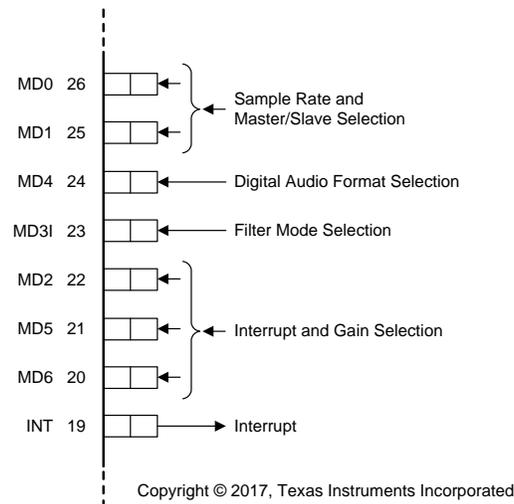 MD0 26
MD1 25
Sample Rate and
Master/Slave Selection
MD4 24 Digital Audio Format Selection
MD3I 23 Filter Mode Selection
MD2 22
MD5 21 Interrupt and Gain Selection
MD6 20
INT 19 Interrupt
Copyright © 2017, Texas Instruments Incorporated